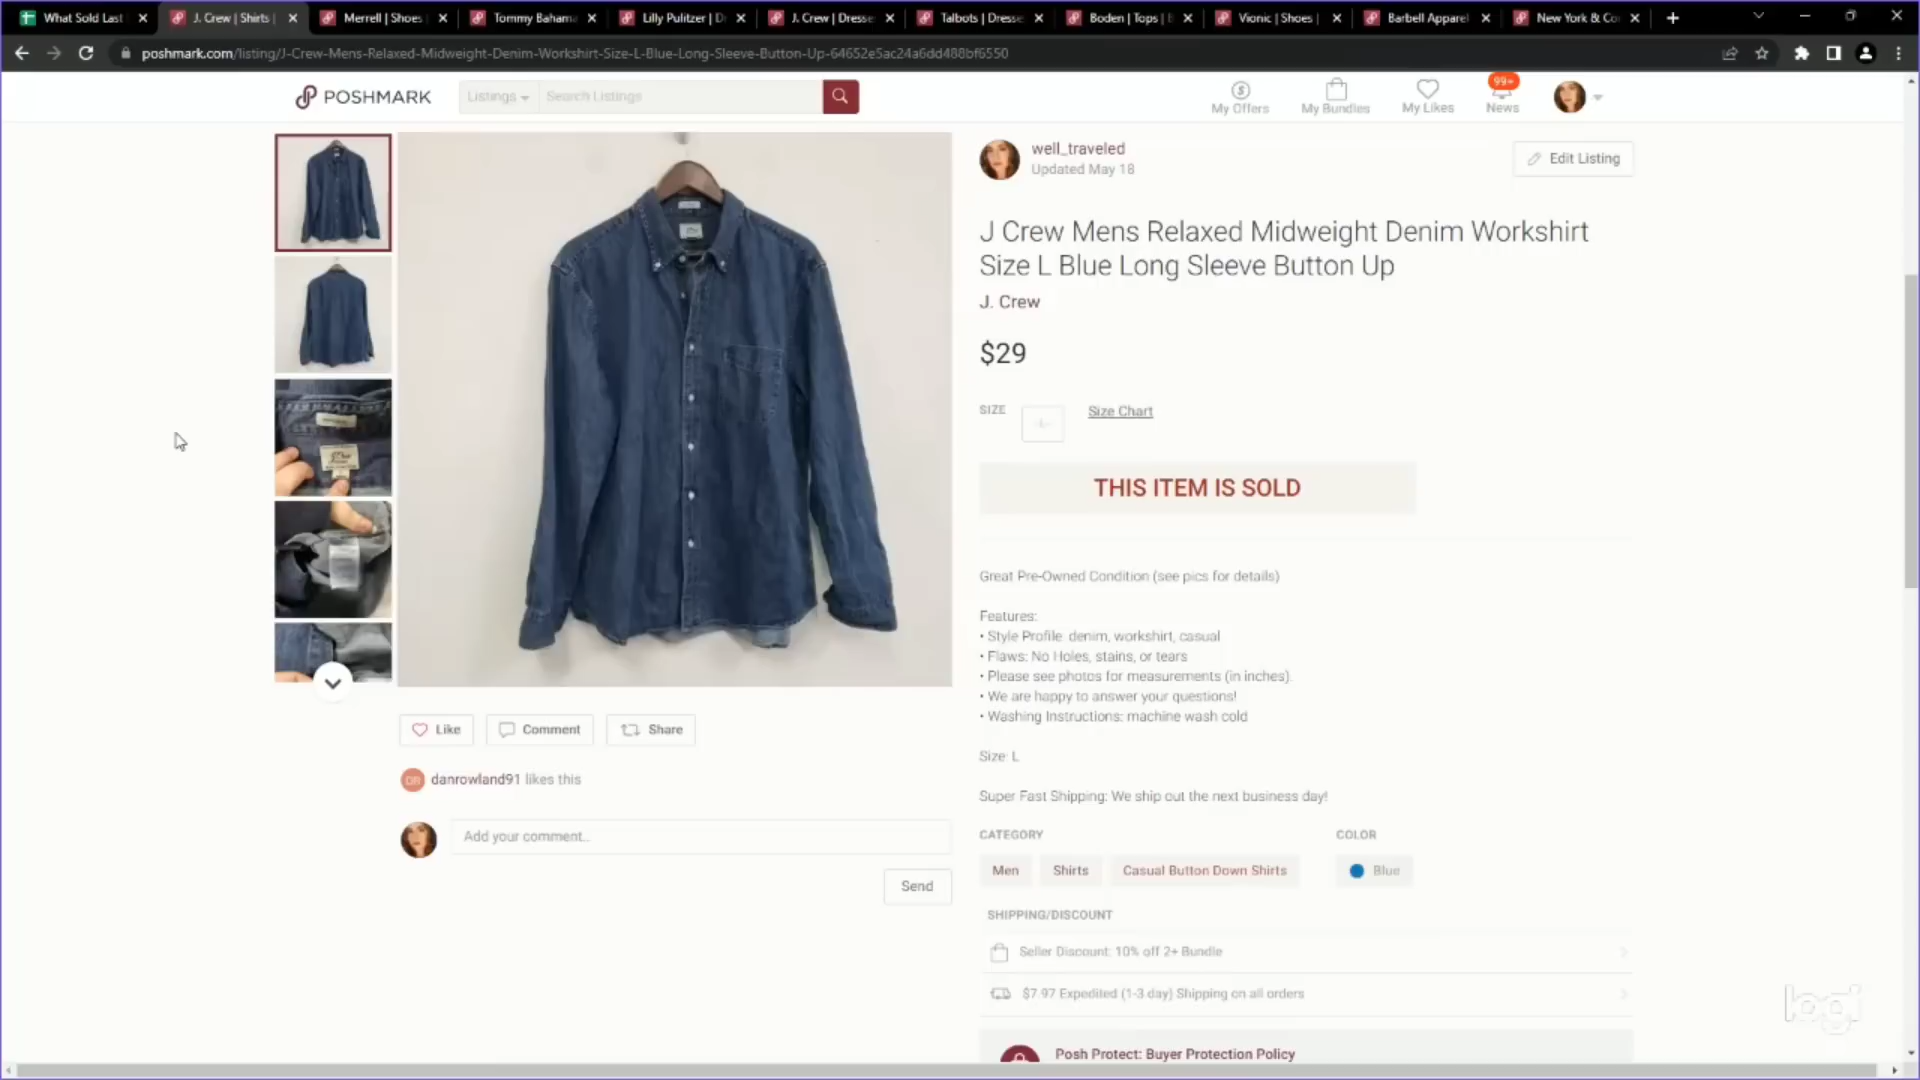 What Sold Last
J. Crew | Shirts |
Merrell | Shoes
Tommy Bahama
Lilly Pulitzer | Dr
J. Crew | Dresse
Talbots | Dresse
Boden | Tops |
Vionic | Shoes |
Barbell Apparel
New York & Co
poshmark.com/listing/J-Crew-Mens-Relaxed-Midweight-Denim-Workshirt-Size-L-Blue-Long-Sleeve-Button-Up-64652e5ac24a6dd488bf6550
POSHMARK
Listings
Search Listings
My Offers
My Bundles
My Likes
99+
News
well_traveled
Updated May 18
Edit Listing
J Crew Mens Relaxed Midweight Denim Workshirt
Size L Blue Long Sleeve Button Up
J. Crew
$29
SIZE
L
Size Chart
THIS ITEM IS SOLD
Great Pre-Owned Condition (see pics for details)
Features:
• Style Profile: denim, workshirt, casual
• Flaws: No Holes, stains, or tears
• Please see photos for measurements (in inches).
• We are happy to answer your questions!
• Washing Instructions: machine wash cold
Size: L
Super Fast Shipping: We ship out the next business day!
Like
Comment
Share
DR
danrowland91 likes this
Add your comment..
Send
CATEGORY
COLOR
Men
Shirts
Casual Button Down Shirts
Blue
SHIPPING/DISCOUNT
Seller Discount: 10% off 2+ Bundle
$7.97 Expedited (1-3 day) Shipping on all orders
Posh Protect: Buyer Protection Policy
logi